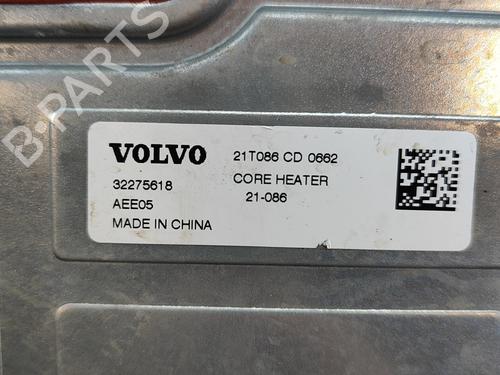 VOLVO
21T086 CD 0662
32275618
CORE HEATER
AEE05
21-086
MADE IN CHINA
B-PARTS